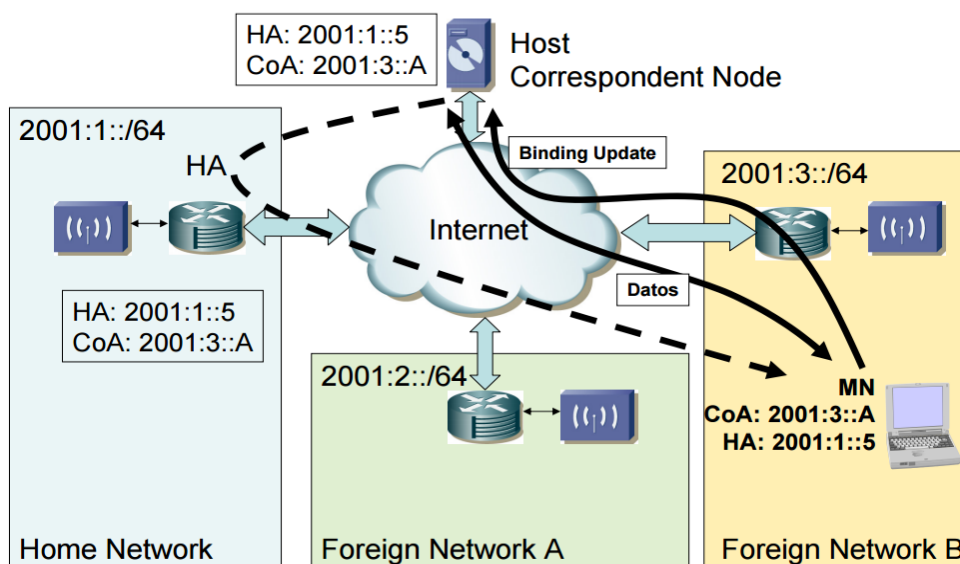 HA: 2001:1::5
CoA: 2001:3::A
Host
Correspondent Node
2001:1::/64
HA
Binding Update
2001:3::/64
Internet
Datos
HA: 2001:1::5
CoA: 2001:3::A
2001:2::/64
MN
CoA: 2001:3::A
HA: 2001:1::5
Home Network
Foreign Network A
Foreign Network B